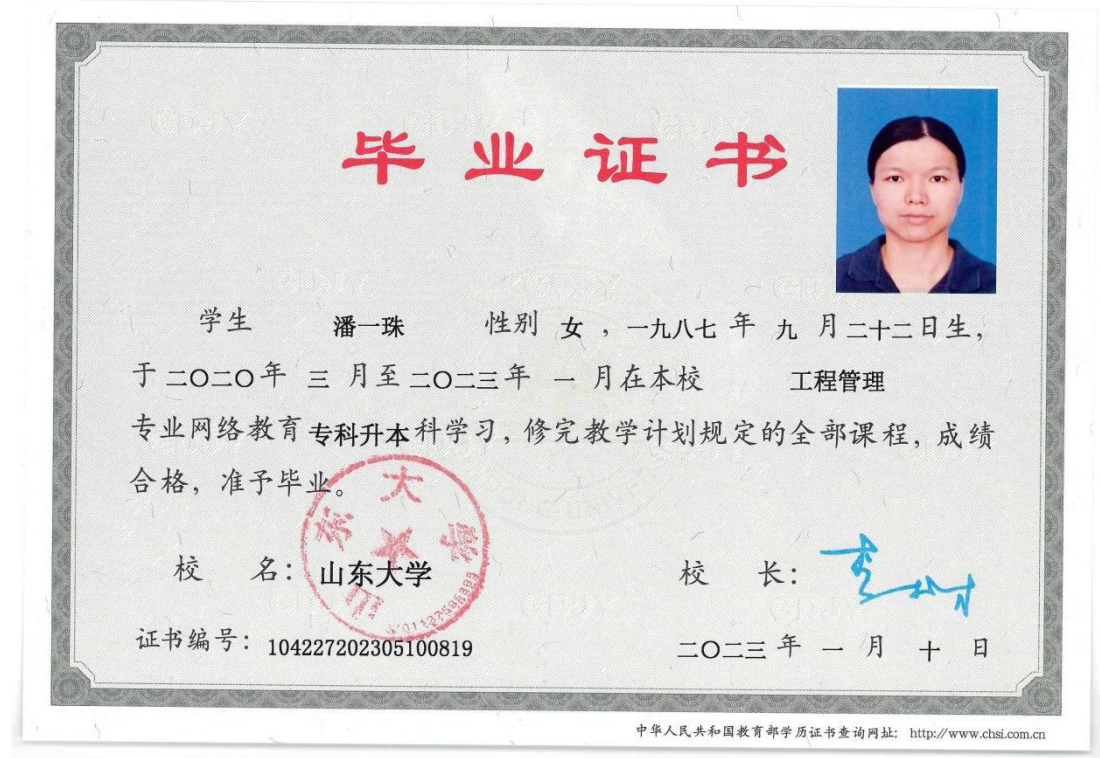 毕业证书
学生 潘一珠 性别 女 ，一九八七 年 九 月二十二日生，
于二〇二〇年 三 月至二〇二三年 一 月在本校 工程管理
专业网络教育专科升本科学习，修完教学计划规定的全部课程，成绩
合格，准予毕业。
山东大学
校 名：山东大学 校 长：
证书编号：104227202305100819 二〇二三 年 一 月 十 日
中华人民共和国教育部学历证书查询网址： http://www.chsi.com.cn